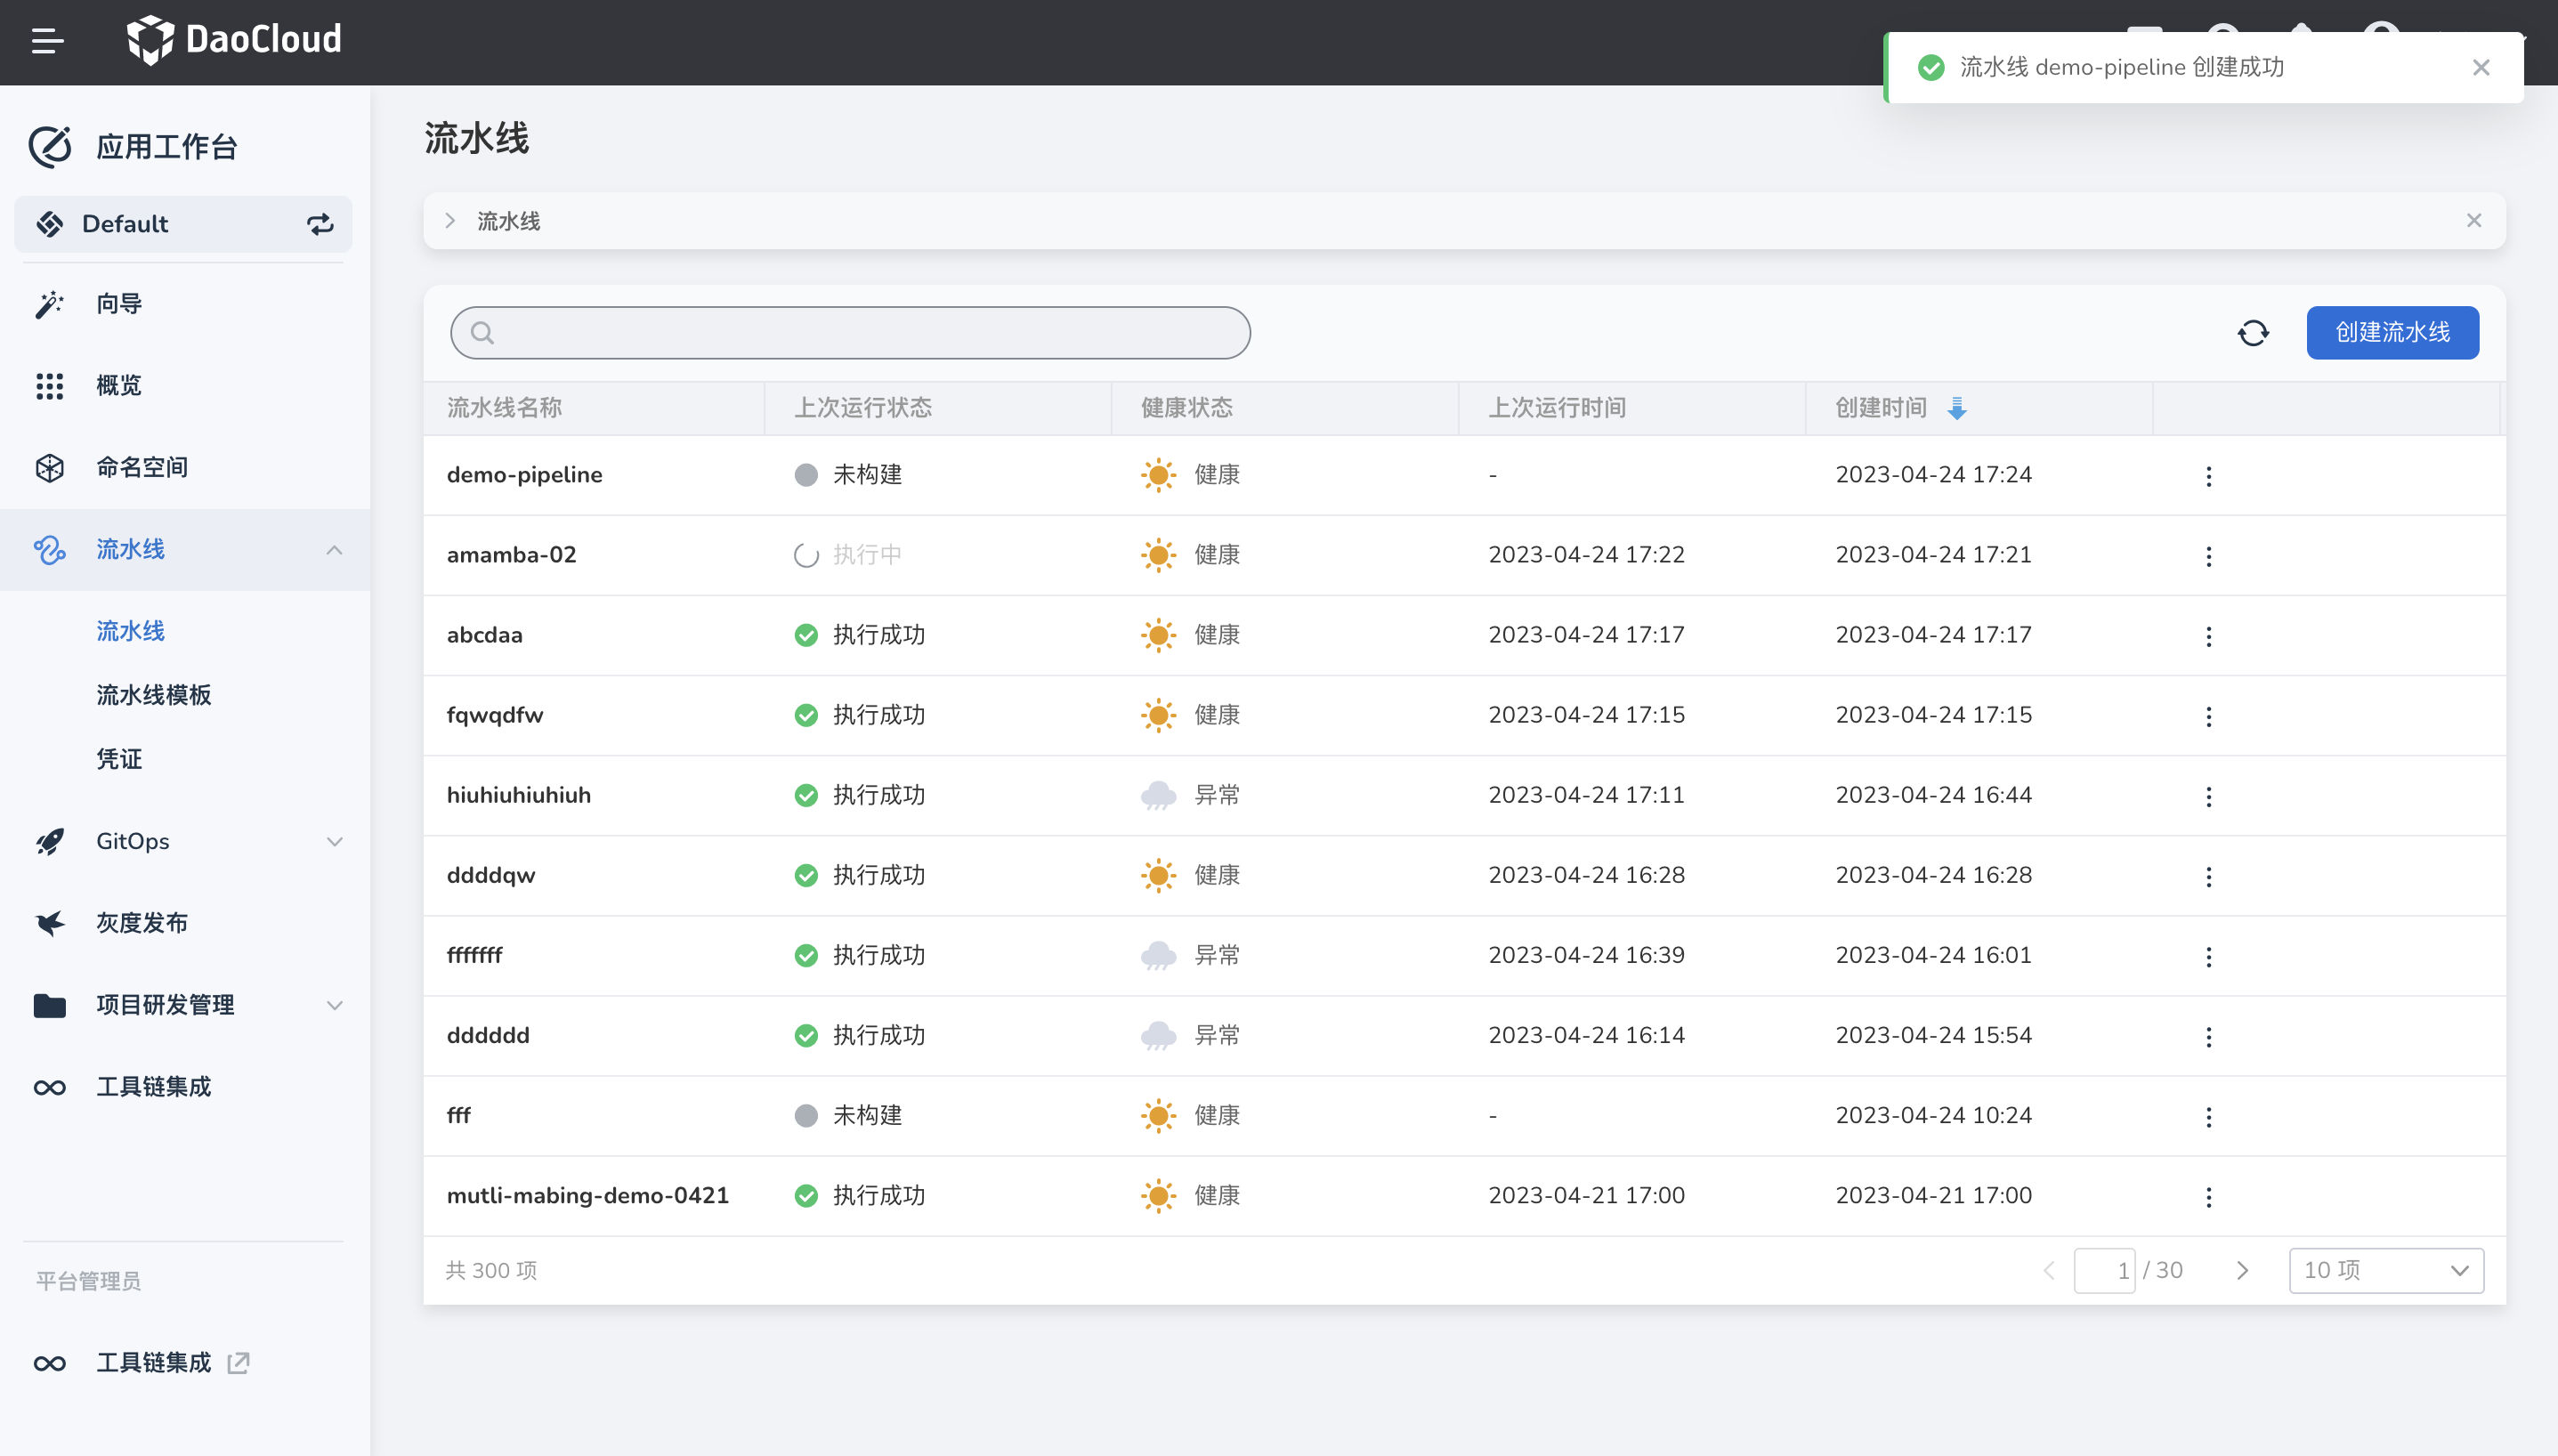 DaoCloud
流水线 demo-pipeline 创建成功
应用工作台
Default
向导
概览
命名空间
流水线
流水线
流水线模板
凭证
GitOps
灰度发布
项目研发管理
工具链集成
平台管理员
工具链集成
流水线
流水线
创建流水线
流水线名称 上次运行状态 健康状态 上次运行时间 创建时间
demo-pipeline 未构建 健康 - 2023-04-24 17:24
amamba-02 执行中 健康 2023-04-24 17:22 2023-04-24 17:21
abcdaa 执行成功 健康 2023-04-24 17:17 2023-04-24 17:17
fqwqdfw 执行成功 健康 2023-04-24 17:15 2023-04-24 17:15
hiuhiuhiuhiuh 执行成功 异常 2023-04-24 17:11 2023-04-24 16:44
ddddqw 执行成功 健康 2023-04-24 16:28 2023-04-24 16:28
fffffff 执行成功 异常 2023-04-24 16:39 2023-04-24 16:01
dddddd 执行成功 异常 2023-04-24 16:14 2023-04-24 15:54
fff 未构建 健康 - 2023-04-24 10:24
mutli-mabing-demo-0421 执行成功 健康 2023-04-21 17:00 2023-04-21 17:00
共 300 项 1 / 30 10 项